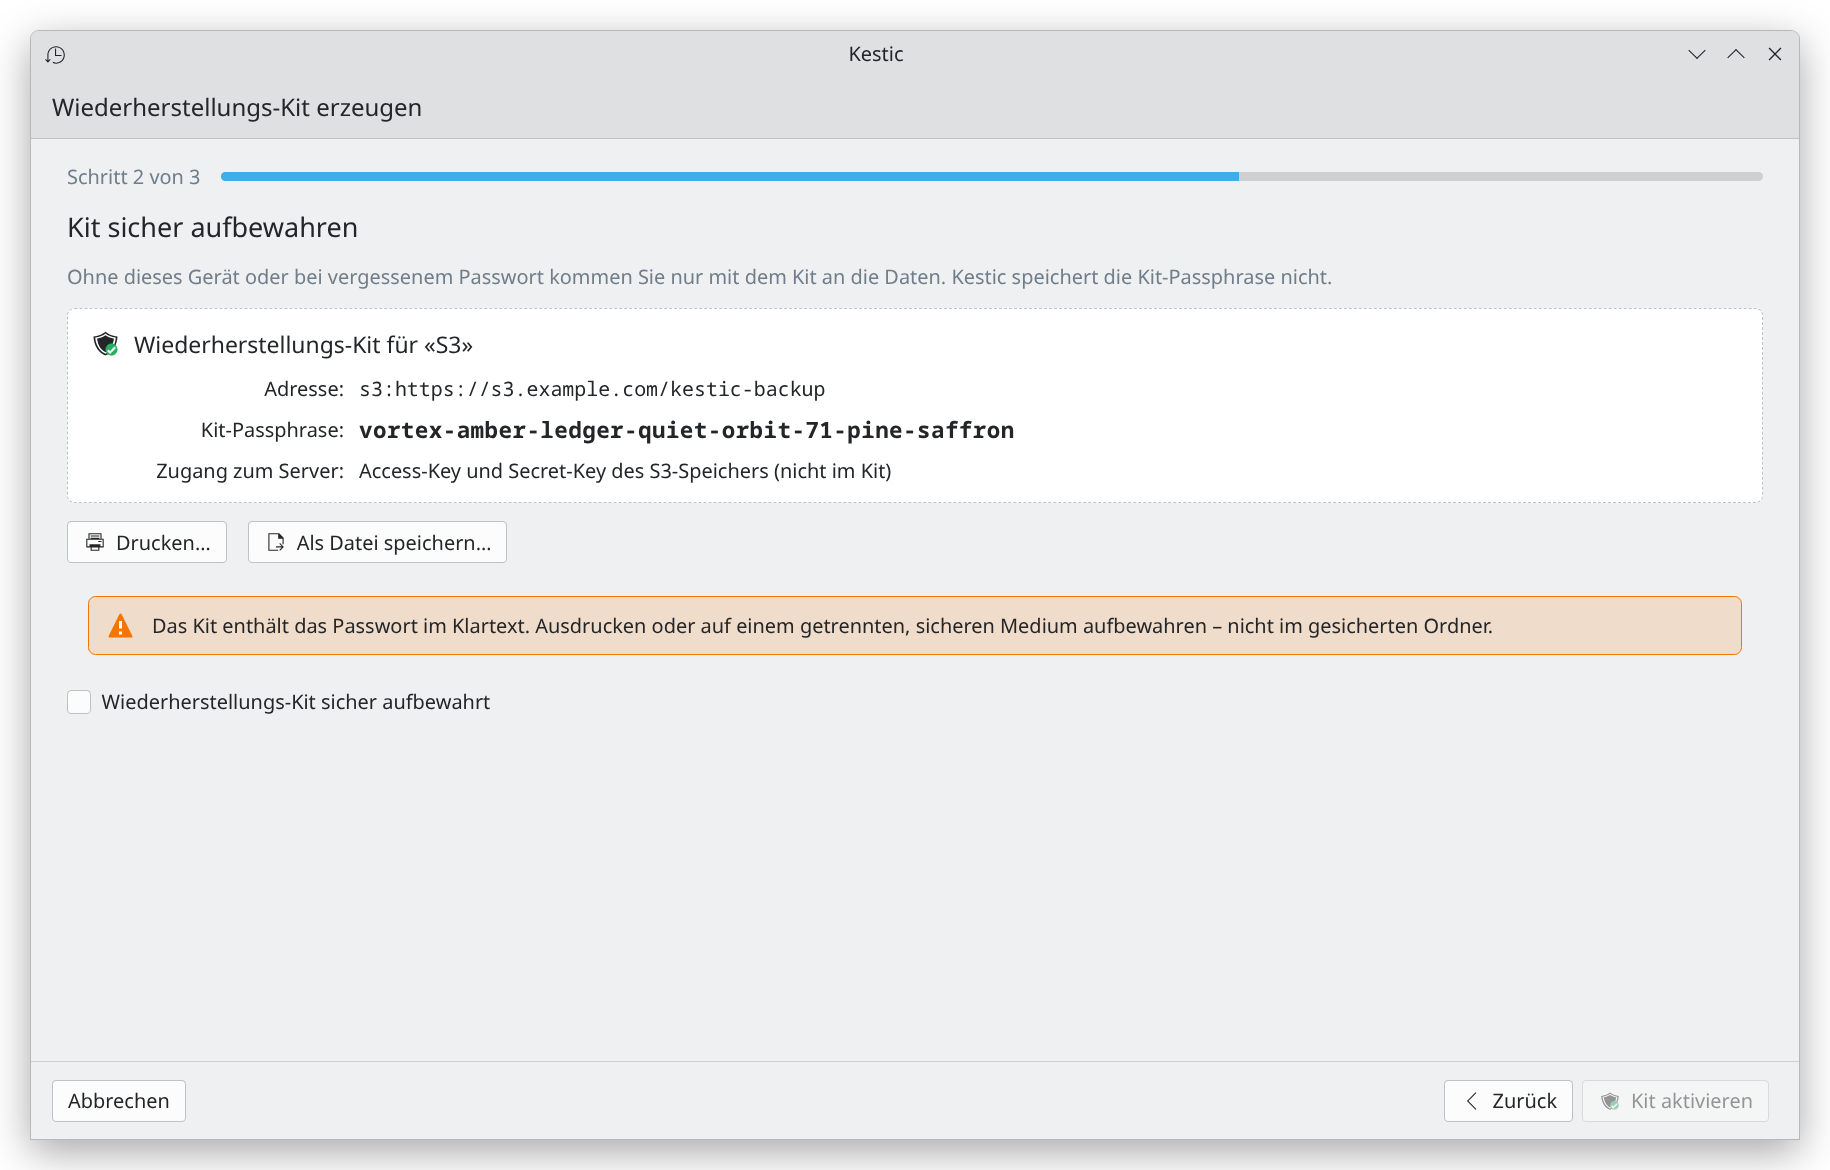 Kestic
Wiederherstellungs-Kit erzeugen
Schritt 2 von 3
Kit sicher aufbewahren
Ohne dieses Gerät oder bei vergessenem Passwort kommen Sie nur mit dem Kit an die Daten. Kestic speichert die Kit-Passphrase nicht.
Wiederherstellungs-Kit für «S3»
Adresse: s3:https://s3.example.com/kestic-backup
Kit-Passphrase: vortex-amber-ledger-quiet-orbit-71-pine-saffron
Zugang zum Server: Access-Key und Secret-Key des S3-Speichers (nicht im Kit)
Drucken... Als Datei speichern...
Das Kit enthält das Passwort im Klartext. Ausdrucken oder auf einem getrennten, sicheren Medium aufbewahren – nicht im gesicherten Ordner.
Wiederherstellungs-Kit sicher aufbewahrt
Abbrechen Zurück Kit aktivieren